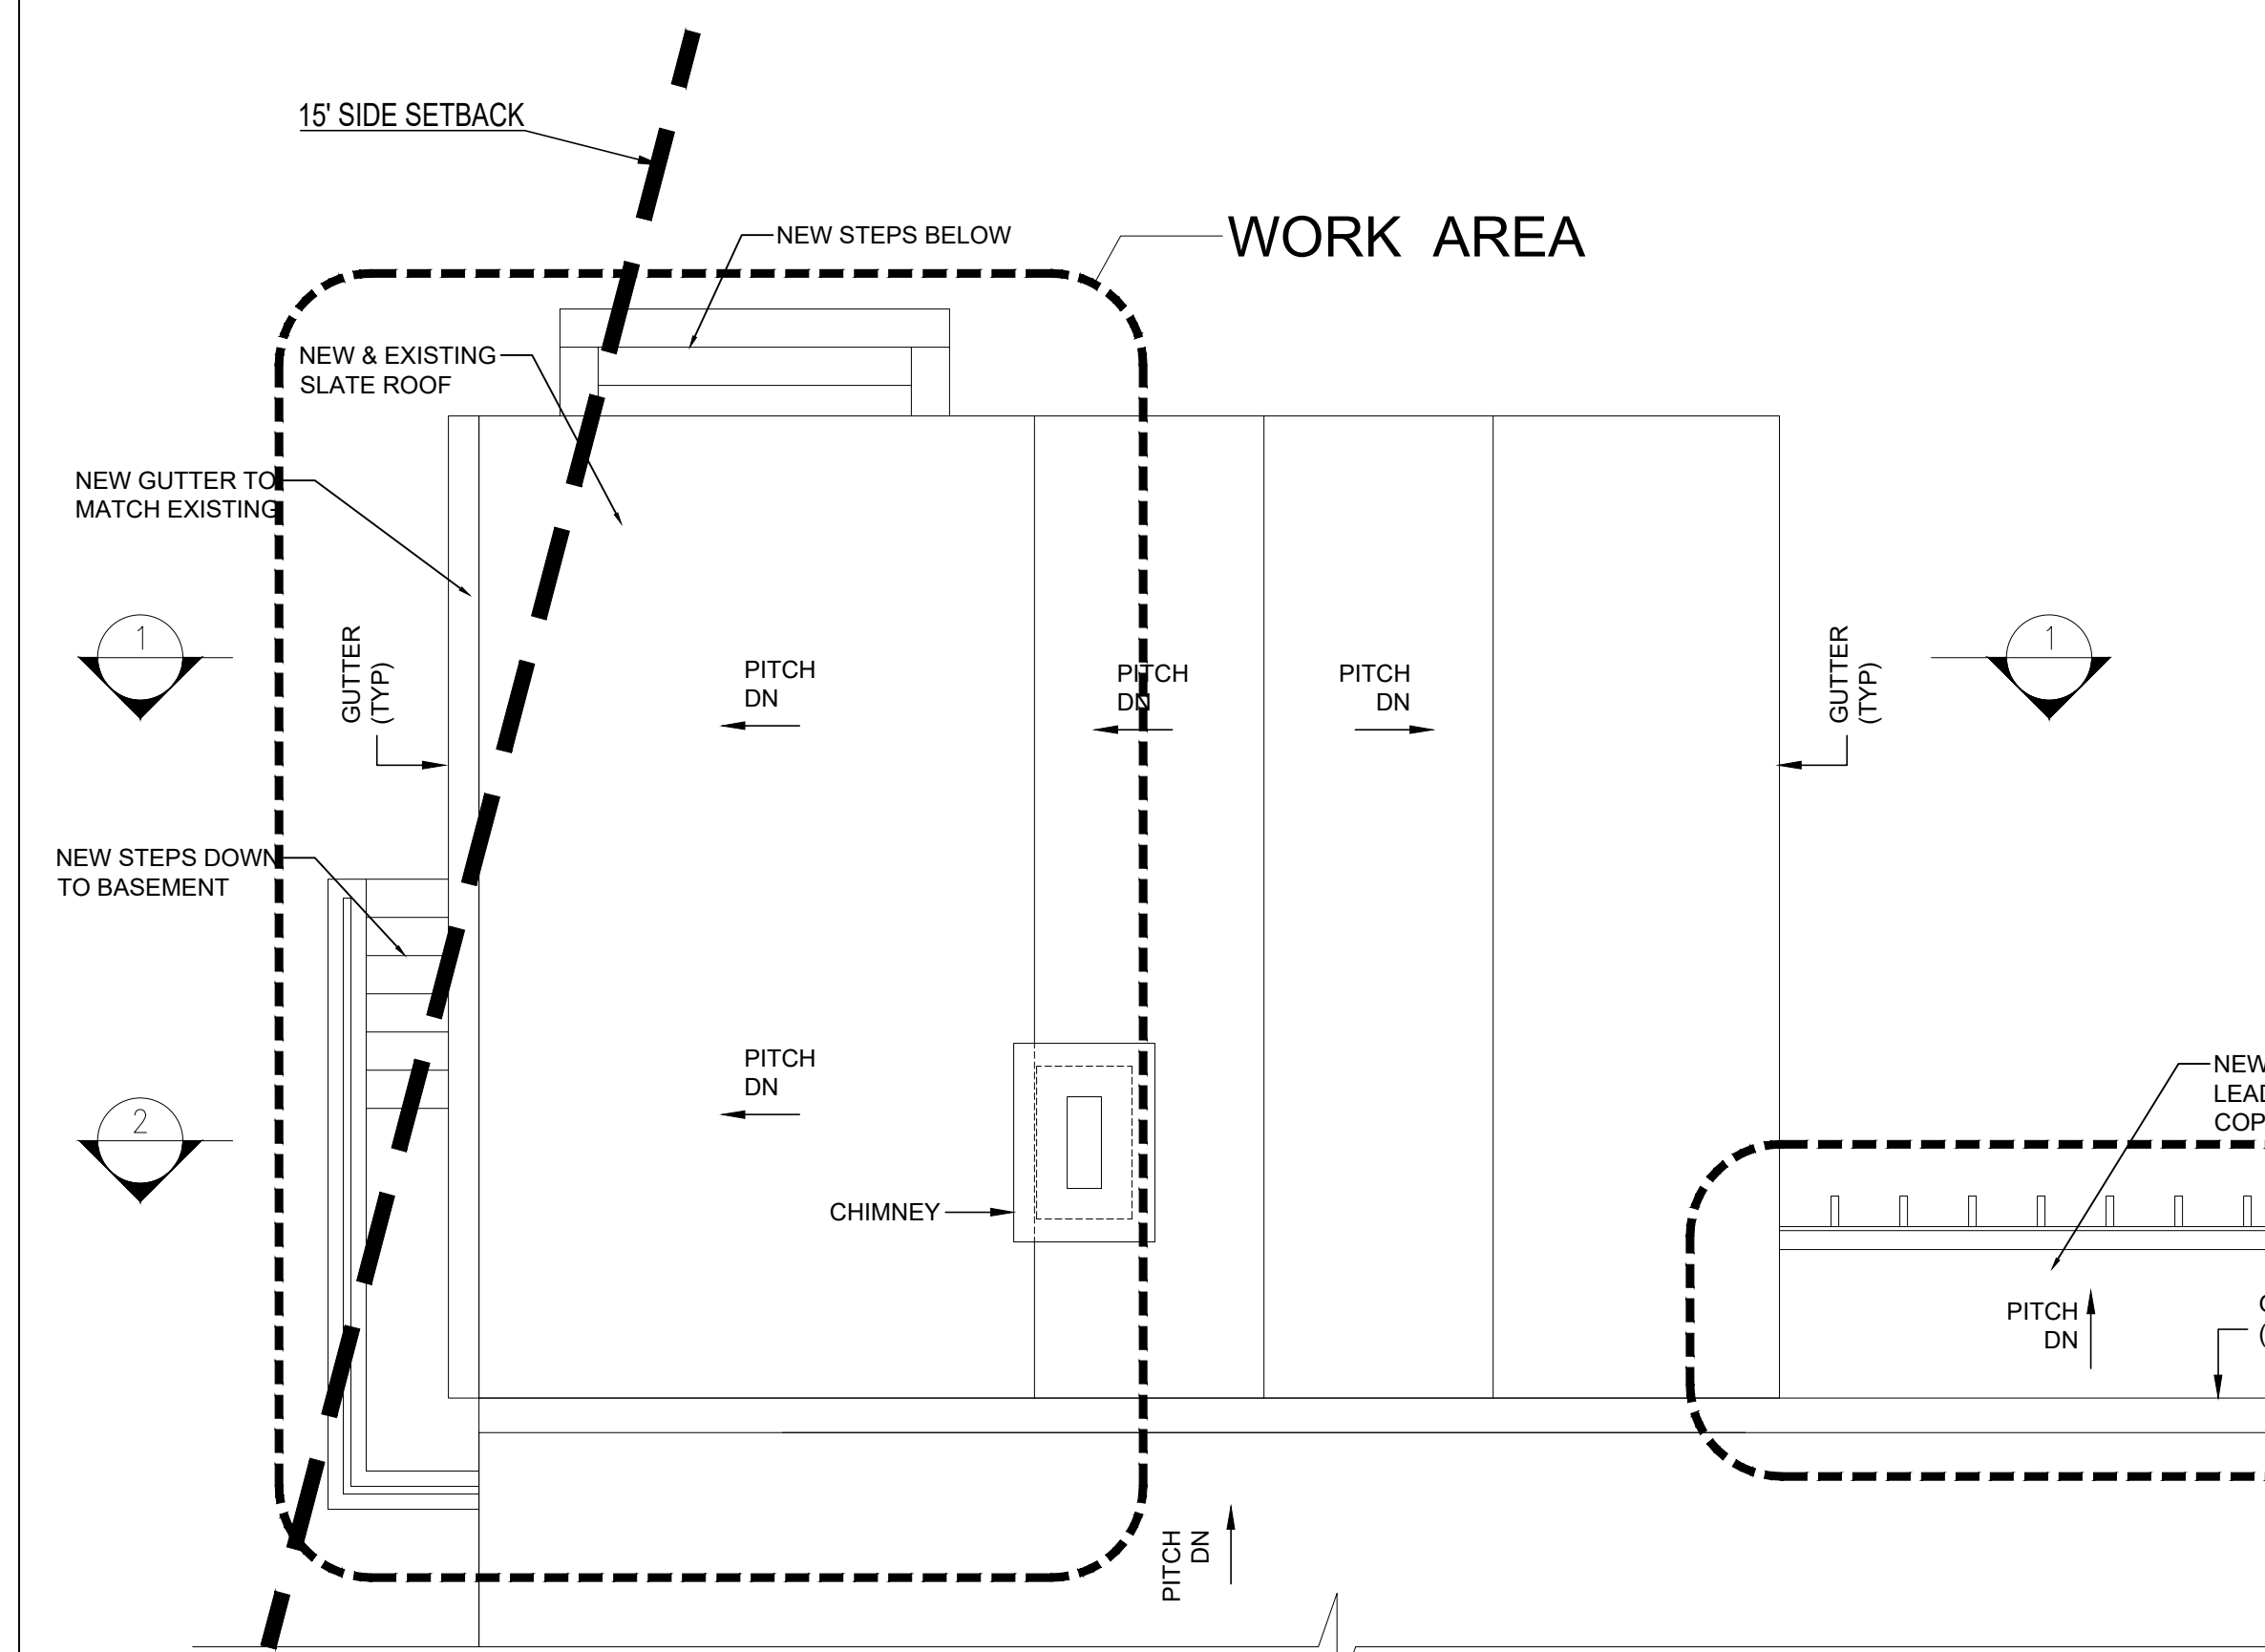 15' SIDE SETBACK
NEW STEPS BELOW
WORK AREA
NEW & EXISTING
SLATE ROOF
NEW GUTTER TO
MATCH EXISTING
1
GUTTER
(TYP)
PITCH
DN
PITCH
DN
PITCH
DN
GUTTER
(TYP)
1
NEW STEPS DOWN
TO BASEMENT
PITCH
DN
2
CHIMNEY
NEW
PITCH
DN
PITCH
DN